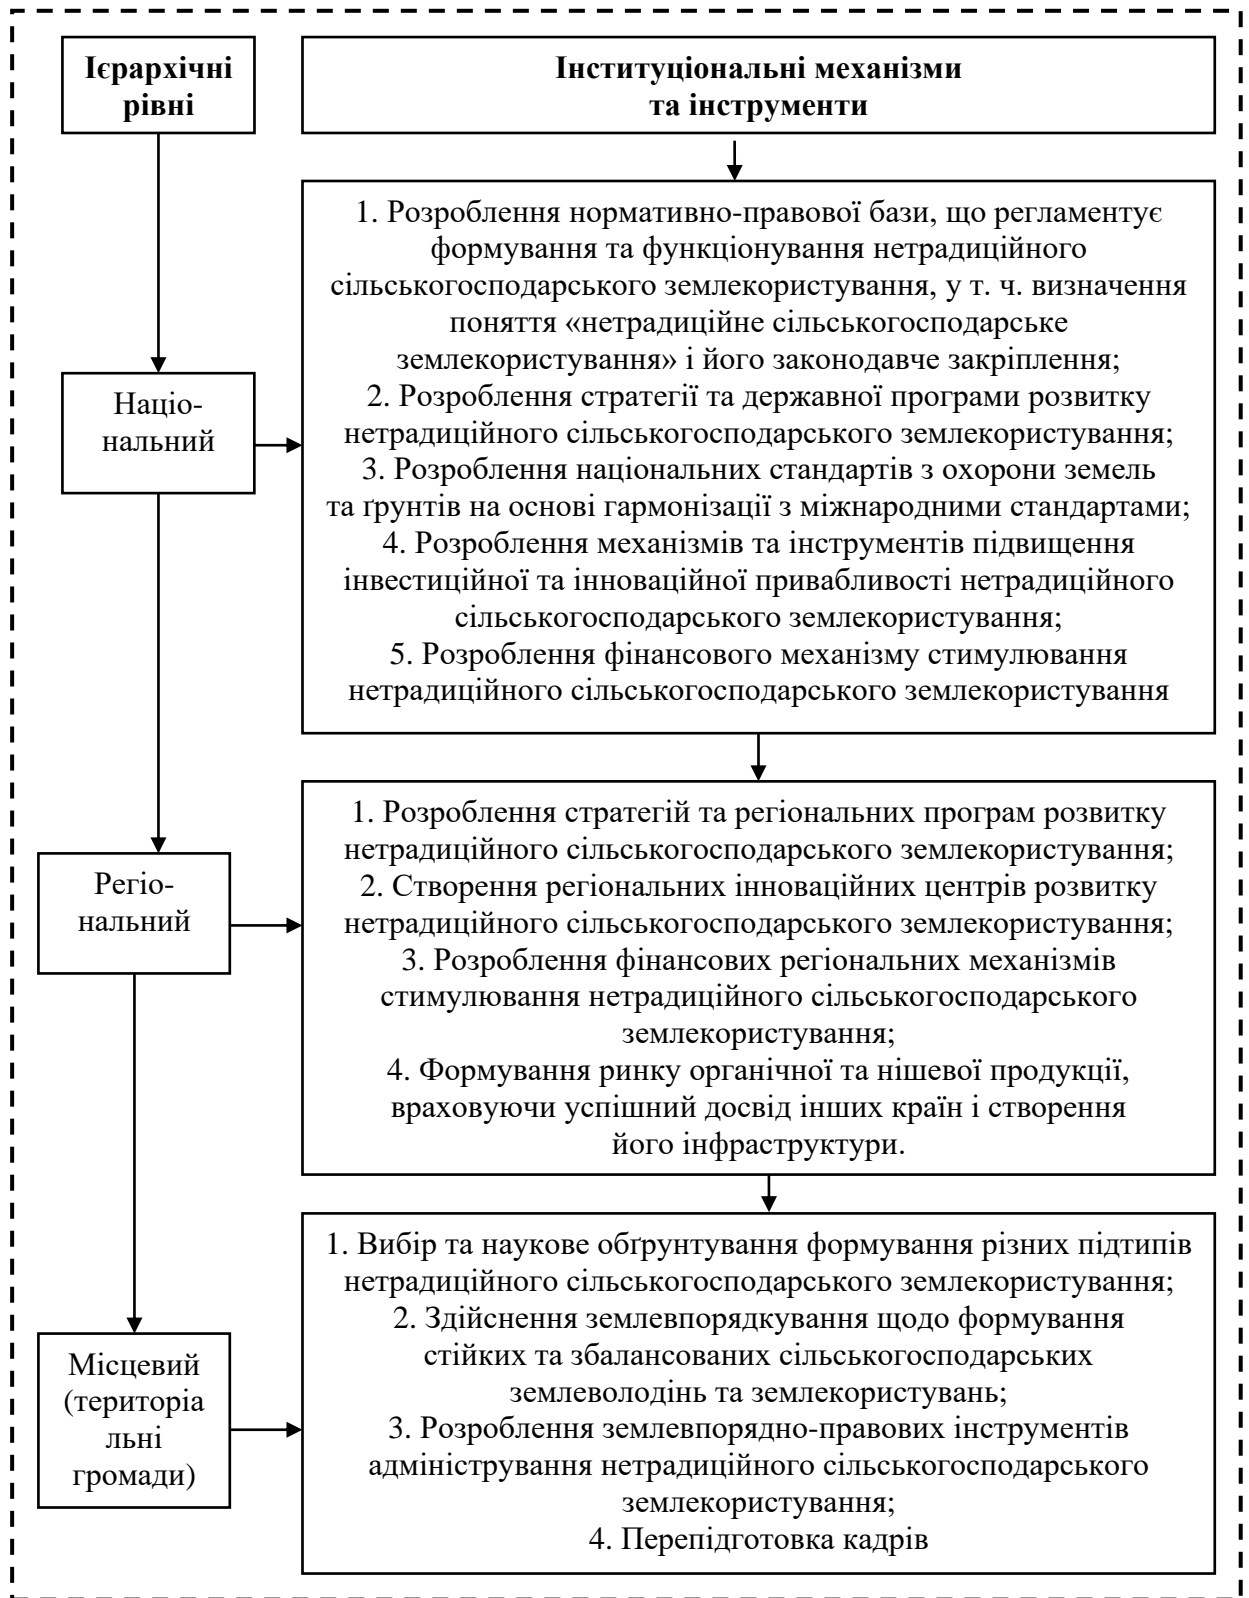 Ієрархічні
рівні
Інституціональні механізми
та інструменти
Націо-
нальний
1. Розроблення нормативно-правової бази, що регламентує
формування та функціонування нетрадиційного
сільськогосподарського землекористування, у т. ч. визначення
поняття «нетрадиційне сільськогосподарське
землекористування» і його законодавче закріплення;
2. Розроблення стратегії та державної програми розвитку
нетрадиційного сільськогосподарського землекористування;
3. Розроблення національних стандартів з охорони земель
та ґрунтів на основі гармонізації з міжнародними стандартами;
4. Розроблення механізмів та інструментів підвищення
інвестиційної та інноваційної привабливості нетрадиційного
сільськогосподарського землекористування;
5. Розроблення фінансового механізму стимулювання
нетрадиційного сільськогосподарського землекористування
Регіо-
нальний
1. Розроблення стратегій та регіональних програм розвитку
нетрадиційного сільськогосподарського землекористування;
2. Створення регіональних інноваційних центрів розвитку
нетрадиційного сільськогосподарського землекористування;
3. Розроблення фінансових регіональних механізмів
стимулювання нетрадиційного сільськогосподарського
землекористування;
4. Формування ринку органічної та нішевої продукції,
враховуючи успішний досвід інших країн і створення
його інфраструктури.
Місцевий
(територіа
льні
громади)
1. Вибір та наукове обґрунтування формування різних підтипів
нетрадиційного сільськогосподарського землекористування;
2. Здійснення землевпорядкування щодо формування
стійких та збалансованих сільськогосподарських
землеволодінь та землекористувань;
3. Розроблення землевпорядно-правових інструментів
адміністрування нетрадиційного сільськогосподарського
землекористування;
4. Перепідготовка кадрів